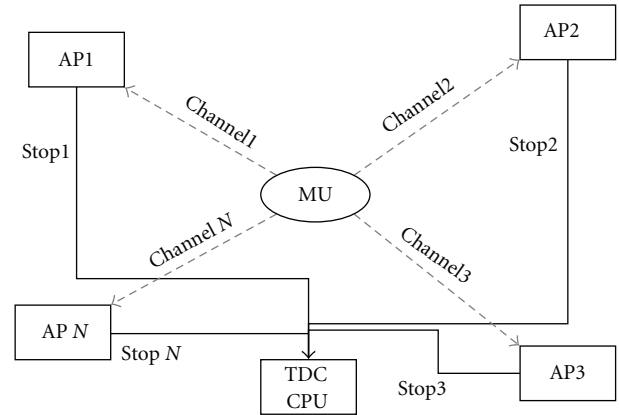 AP1
AP2
Channel1
Channel2
Stop1
Stop2
MU
Channel N
Channel3
AP N
Stop N
TDC
CPU
Stop3
AP3